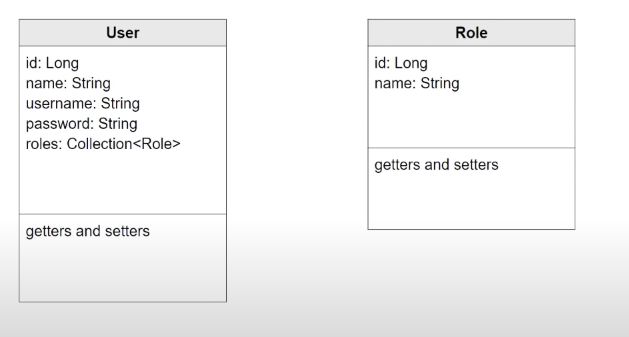 User
id: Long
name: String
username: String
password: String
roles: Collection<Role>
getters and setters
Role
id: Long
name: String
getters and setters